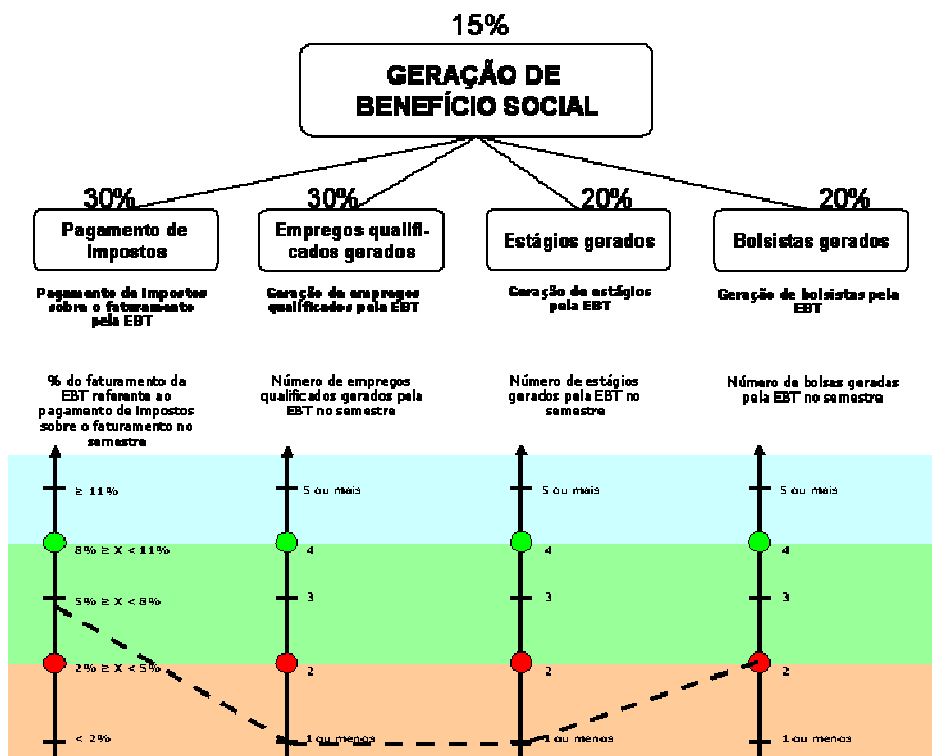 15%
GERAÇÃO DE
BENEFÍCIO SOCIAL
30%
30%
20%
20%
Pagamento de
Impostos
Empregos qualifi-
cados gerados
Estágios gerados
Bolsistas gerados
Pagamento de impostos
sobre o faturamento
pela EBT
Geração de empregos
qualificados pela EBT
Geração de estágios
pela EBT
Geração de bolsistas pela
EBT
% do faturamento da
EBT referente ao
pagamento de impostos
sobre o faturamento no
semestre
Número de empregos
qualificados gerados pela
EBT no semestre
Número de estágios
gerados pela EBT no
semestre
Número de bolsas geradas
pela EBT no semestre
≥ 11%
5 ou mais
5 ou mais
5 ou mais
8% ≥ X < 11%
4
4
4
5% ≥ X < 8%
3
3
3
2% ≥ X < 5%
2
2
2
< 2%
1 ou menos
1 ou menos
1 ou menos